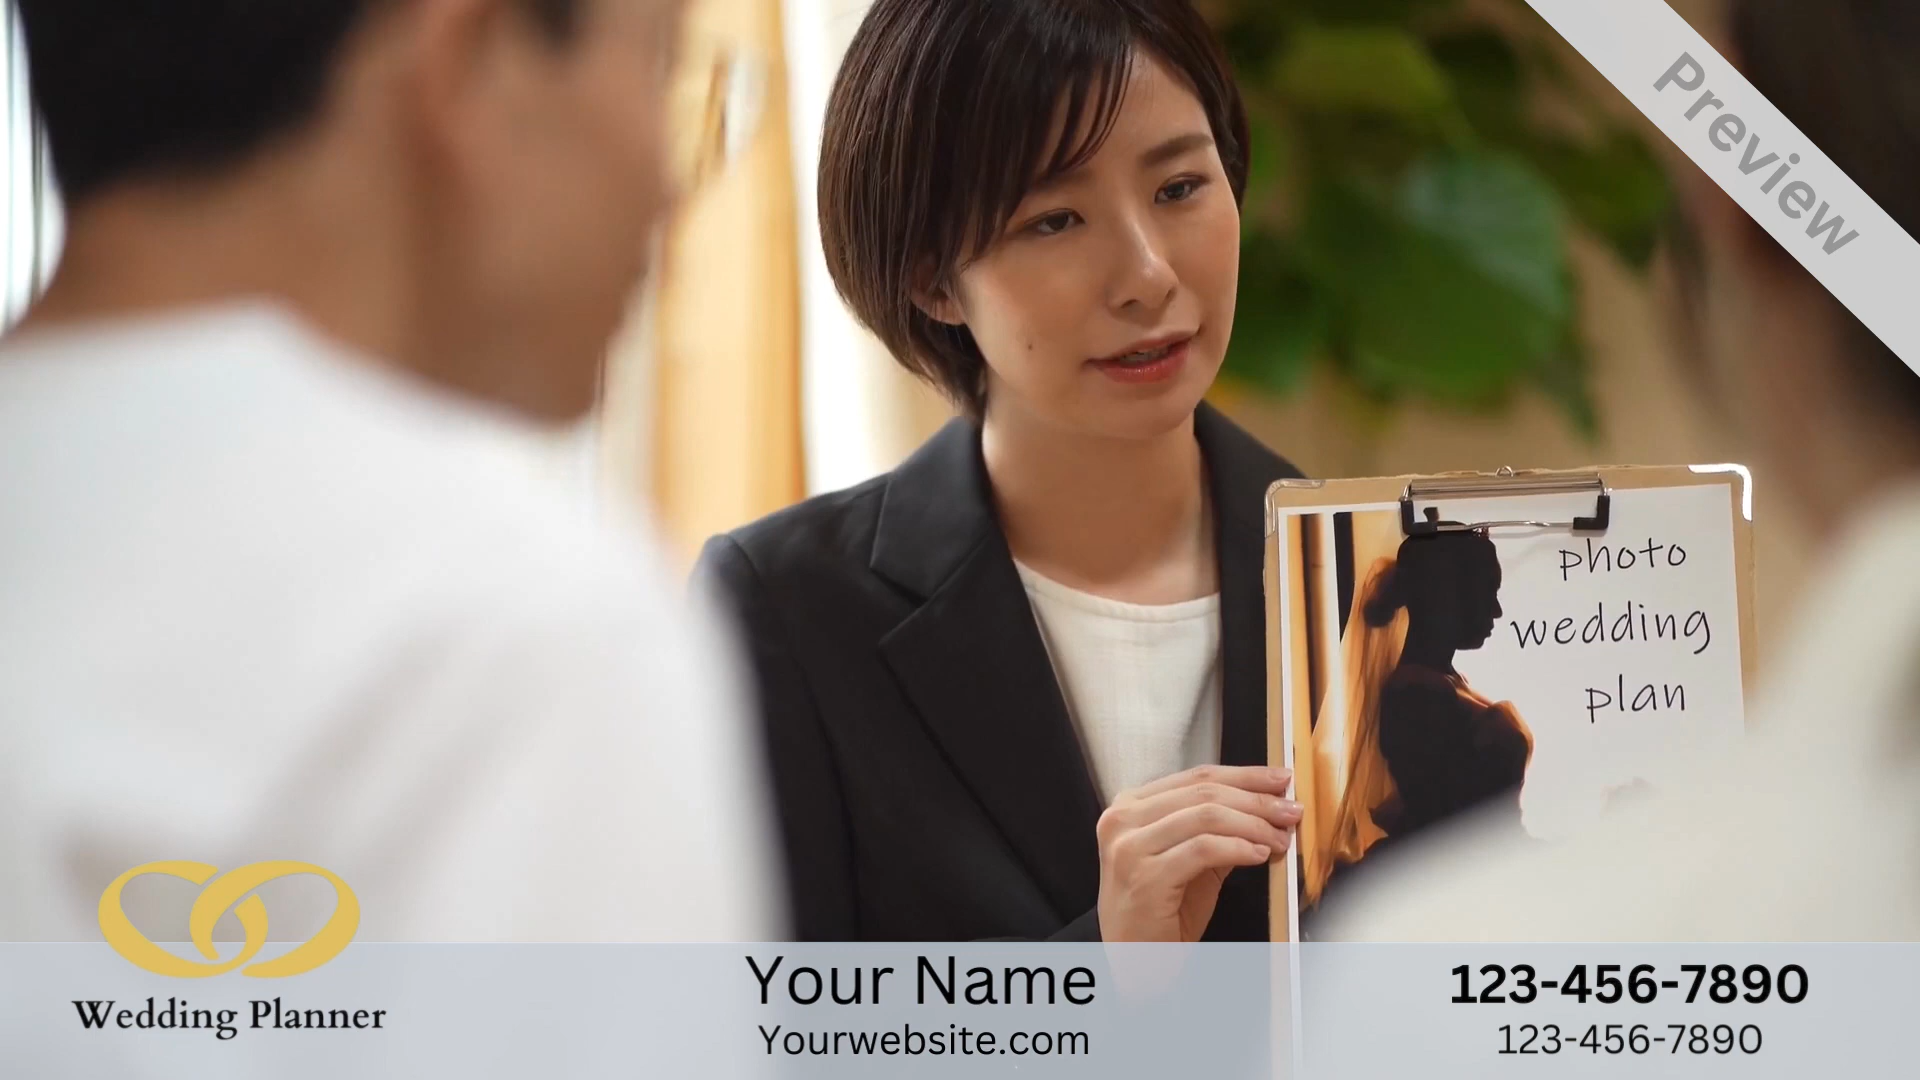 Preview
photo
wedding
plan
Wedding Planner
Your Name
Yourwebsite.com
123-456-7890
123-456-7890